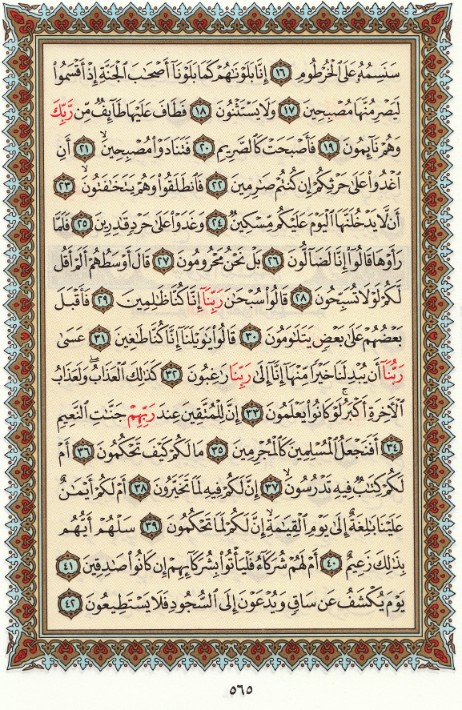 سَنَسِمُهُۥ عَلَى ٱلْخُرْطُومِ ١٦ إِنَّا بَلَوْنَٰهُمْ كَمَا بَلَوْنَآ أَصْحَٰبَ ٱلْجَنَّةِ إِذْ أَقْسَمُوا۟
لَيَصْرِمُنَّهَا مُصْبِحِينَ ١٧ وَلَا يَسْتَثْنُونَ ١٨ فَطَافَ عَلَيْهَا طَآئِفٌ مِّن رَّبِّكَ
وَهُمْ نَآئِمُونَ ١٩ فَأَصْبَحَتْ كَٱلصَّرِيمِ ٢٠ فَتَنَادَوْا۟ مُصْبِحِينَ ٢١ أَنِ
ٱغْدُوا۟ عَلَىٰ حَرْثِكُمْ إِن كُنتُمْ صَٰرِمِينَ ٢٢ فَٱنطَلَقُوا۟ وَهُمْ يَتَخَٰفَتُونَ ٢٣
أَن لَّا يَدْخُلَنَّهَا ٱلْيَوْمَ عَلَيْكُم مِّسْكِينٌ ٢٤ وَغَدَوْا۟ عَلَىٰ حَرْدٍ قَٰدِرِينَ ٢٥ فَلَمَّا
رَأَوْهَا قَالُوٓا۟ إِنَّا لَضَآلُّونَ ٢٦ بَلْ نَحْنُ مَحْرُومُونَ ٢٧ قَالَ أَوْسَطُهُمْ أَلَمْ أَقُل
لَّكُمْ لَوْلَا تُسَبِّحُونَ ٢٨ قَالُوا۟ سُبْحَٰنَ رَبِّنَآ إِنَّا كُنَّا ظَٰلِمِينَ ٢٩ فَأَقْبَلَ
بَعْضُهُمْ عَلَىٰ بَعْضٍ يَتَلَٰوَمُونَ ٣٠ قَالُوا۟ يَٰوَيْلَنَآ إِنَّا كُنَّا طَٰغِينَ ٣١ عَسَىٰ
رَبُّنَآ أَن يُبْدِلَنَا خَيْرًا مِّنْهَآ إِنَّآ إِلَىٰ رَبِّنَا رَٰغِبُونَ ٣٢ كَذَٰلِكَ ٱلْعَذَابُ ۖ وَلَعَذَابُ
ٱلْءَاخِرَةِ أَكْبَرُ ۚ لَوْ كَانُوا۟ يَعْلَمُونَ ٣٣ إِنَّ لِلْمُتَّقِينَ عِندَ رَبِّهِمْ جَنَّٰتِ ٱلنَّعِيمِ
٣٤ أَفَنَجْعَلُ ٱلْمُسْلِمِينَ كَٱلْمُجْرِمِينَ ٣٥ مَا لَكُمْ كَيْفَ تَحْكُمُونَ ٣٦ أَمْ
لَكُمْ كِتَٰبٌ فِيهِ تَدْرُسُونَ ٣٧ إِنَّ لَكُمْ فِيهِ لَمَا تَخَيَّرُونَ ٣٨ أَمْ لَكُمْ أَيْمَٰنٌ
عَلَيْنَا بَٰلِغَةٌ إِلَىٰ يَوْمِ ٱلْقِيَٰمَةِ ۙ إِنَّ لَكُمْ لَمَا تَحْكُمُونَ ٣٩ سَلْهُمْ أَيُّهُم
بِذَٰلِكَ زَعِيمٌ ٤٠ أَمْ لَهُمْ شُرَكَآءُ فَلْيَأْتُوا۟ بِشُرَكَآئِهِمْ إِن كَانُوا۟ صَٰدِقِينَ ٤١
يَوْمَ يُكْشَفُ عَن سَاقٍ وَيُدْعَوْنَ إِلَى ٱلسُّجُودِ فَلَا يَسْتَطِيعُونَ ٤٢
٥٦٥